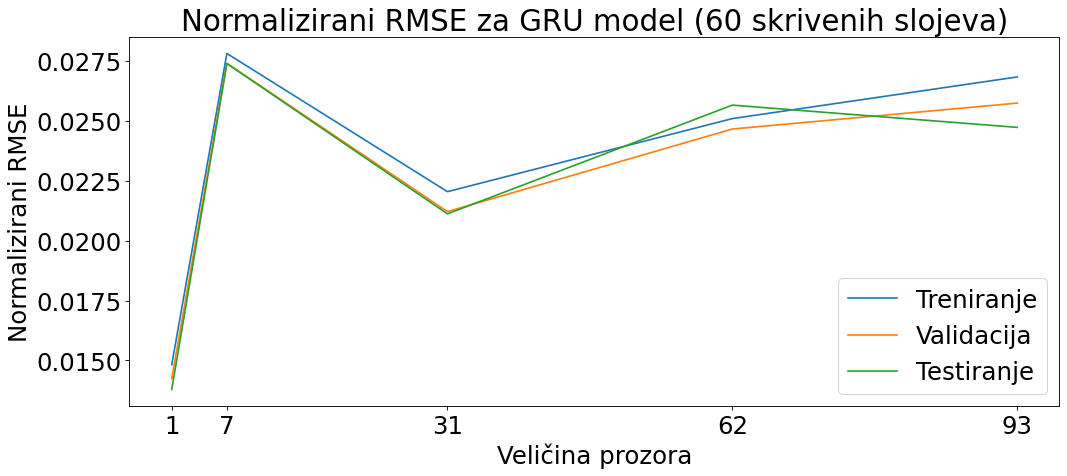 Normalizirani RMSE za GRU model (60 skrivenih slojeva)
Normalizirani RMSE
0.0275
0.0250
0.0225
0.0200
0.0175
0.0150
Treniranje
Validacija
Testiranje
1 7 31 62 93
Veličina prozora